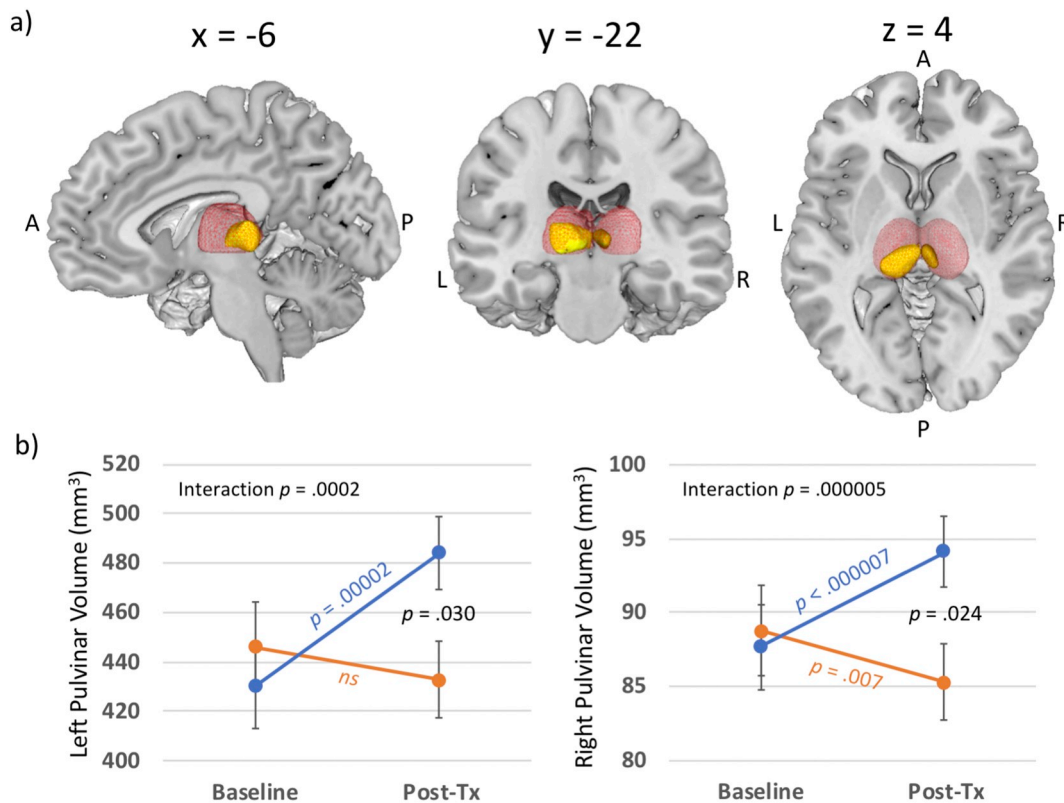 a)
x = -6
y = -22
z = 4
A
A
P
L
R
L
R
P
b)
Left Pulvinar Volume (mm³)
520
500
480
460
440
420
400
Interaction p = .0002
p = .00002
p = .030
ns
Baseline
Post-Tx
Right Pulvinar Volume (mm³)
100
95
90
85
80
Interaction p = .000005
p < .000007
p = .024
p = .007
Baseline
Post-Tx